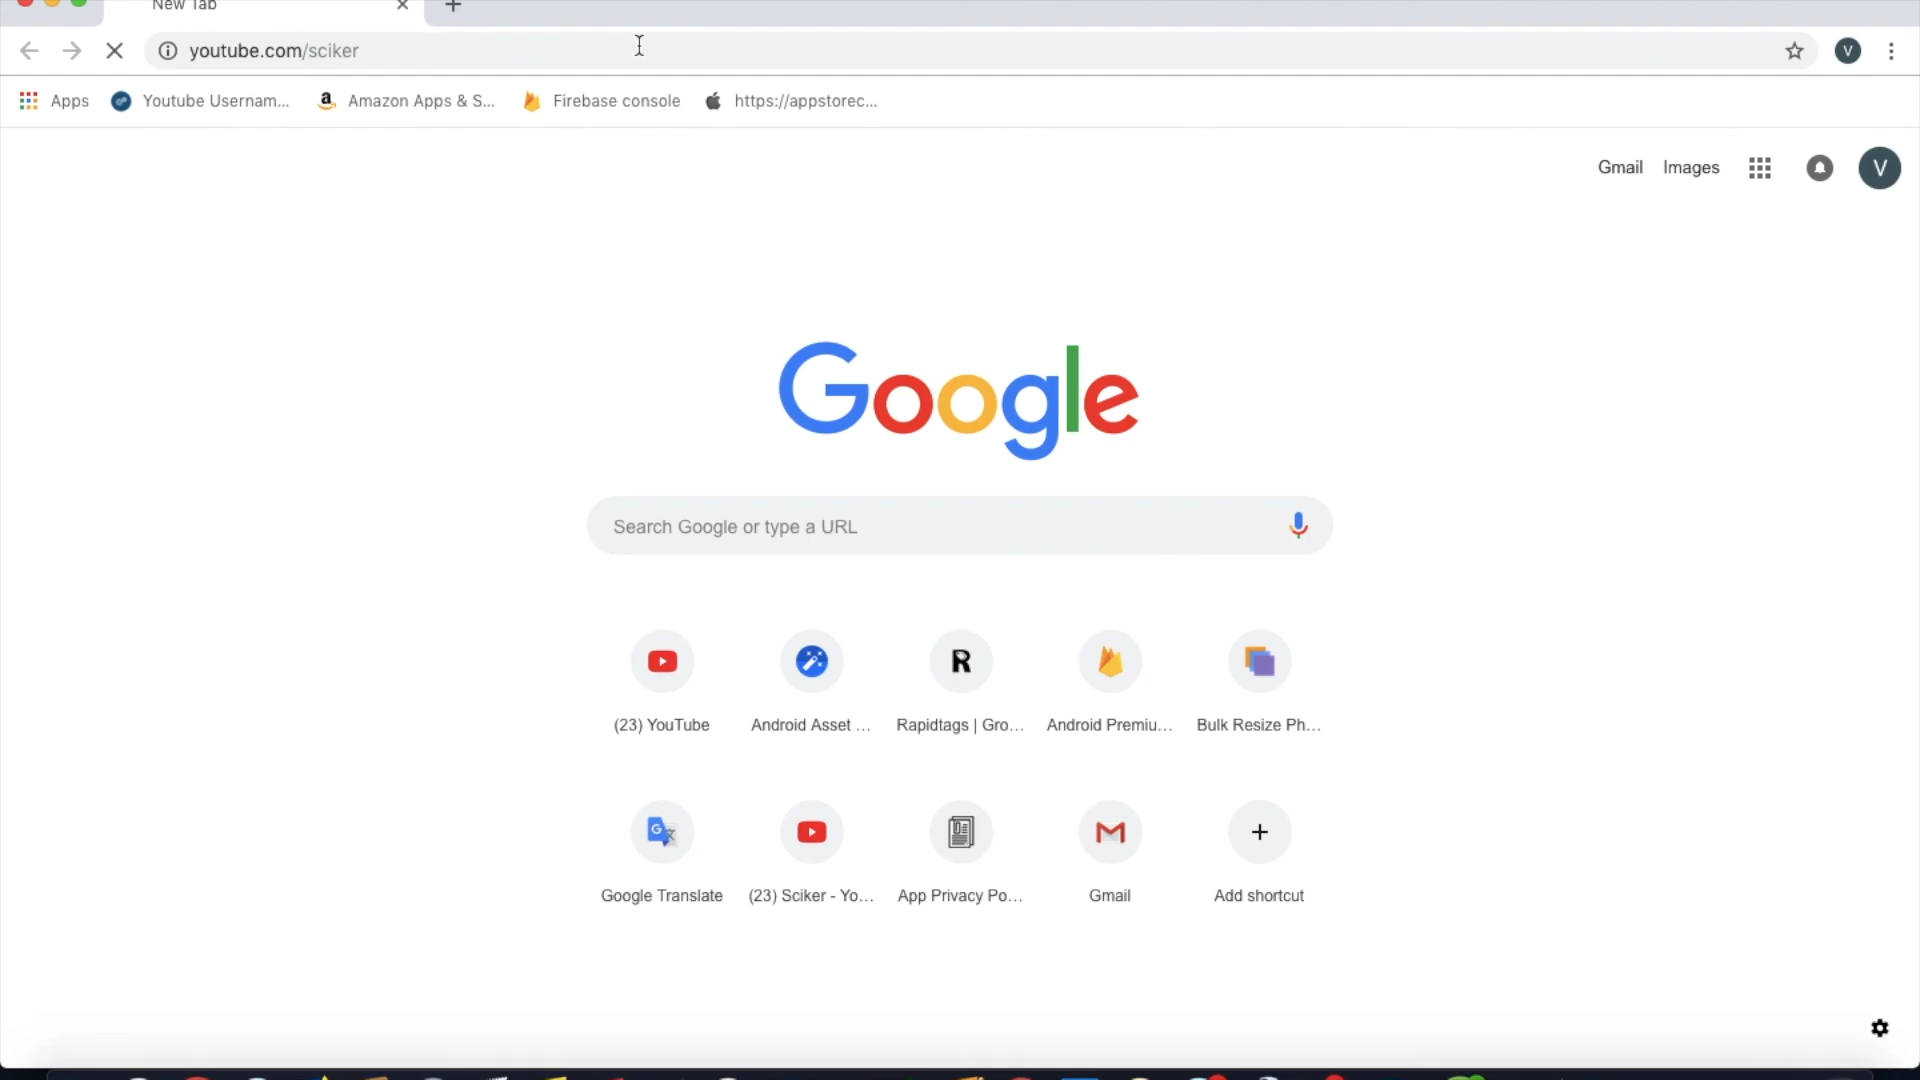 New Tab
youtube.com/sciker
V
Apps
Youtube Usernam...
Amazon Apps & S...
Firebase console
https://appstorec...
Gmail
Images
V
Google
Search Google or type a URL
(23) YouTube
Android Asset ...
Rapidtags | Gro...
Android Premiu...
Bulk Resize Ph...
Google Translate
(23) Sciker - Yo...
App Privacy Po...
Gmail
Add shortcut